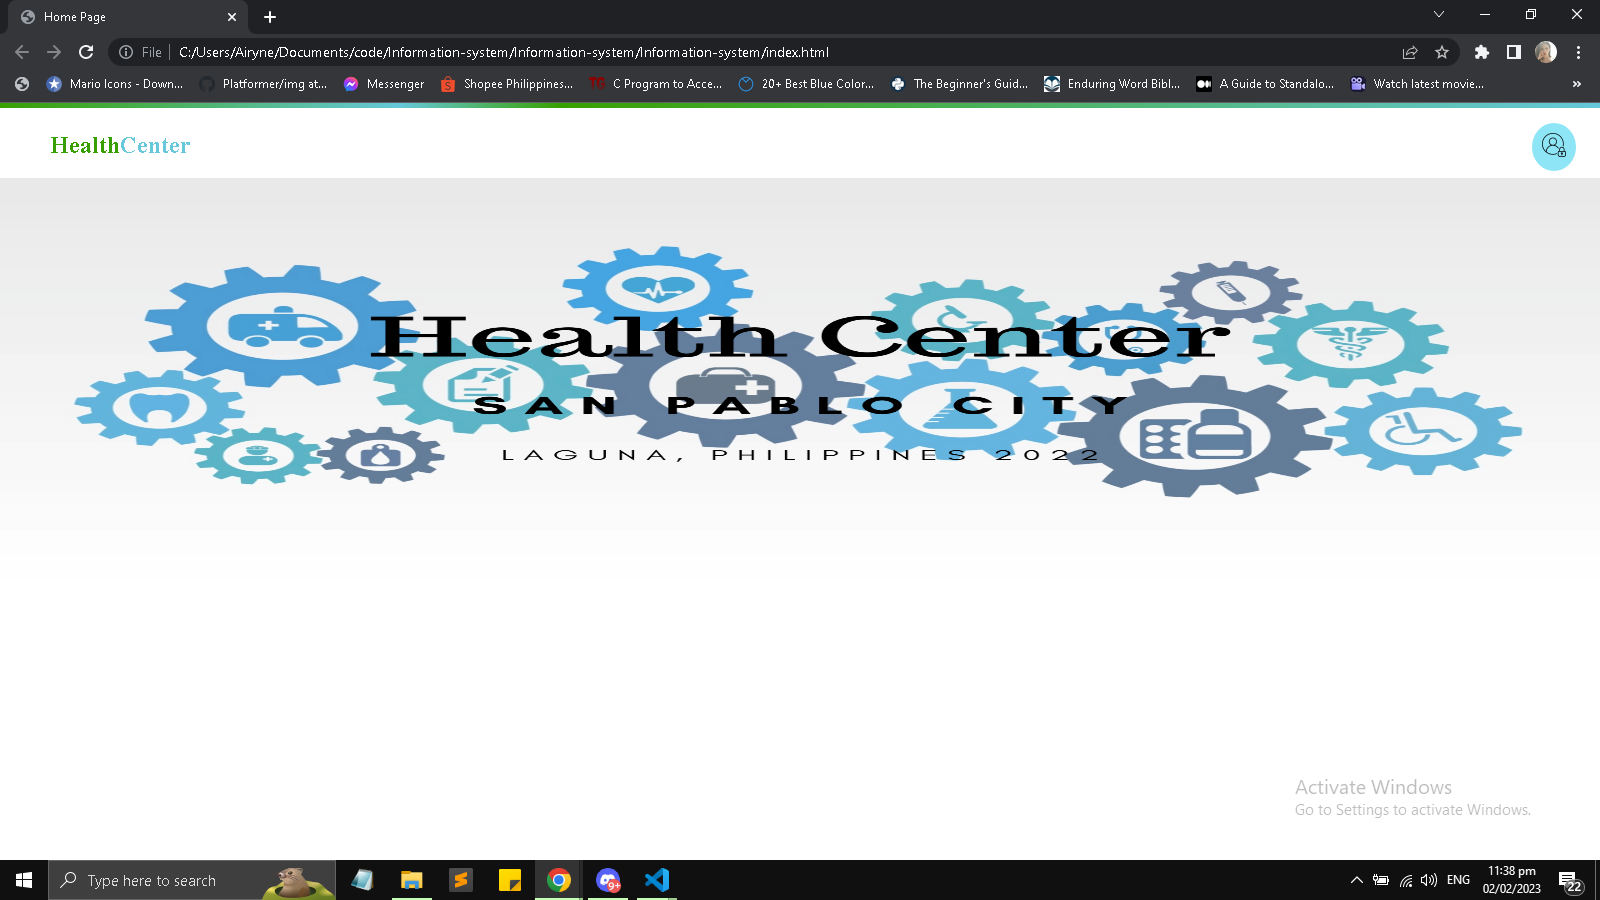 Home Page
File
C:/Users/Airyne/Documents/code/Information-system/Information-system/Information-system/index.html
Mario Icons - Down...
Platformer/img at...
Messenger
Shopee Philippines...
TG
C Program to Acce...
20+ Best Blue Color...
The Beginner's Guid...
Enduring Word Bibl...
A Guide to Standalo...
Watch latest movie...
»
HealthCenter
Health Center
SAN PABLO CITY
LAGUNA, PHILIPPINES 2022
Activate Windows
Go to Settings to activate Windows.
Type here to search
9+
ENG
11:38 pm
02/02/2023
22